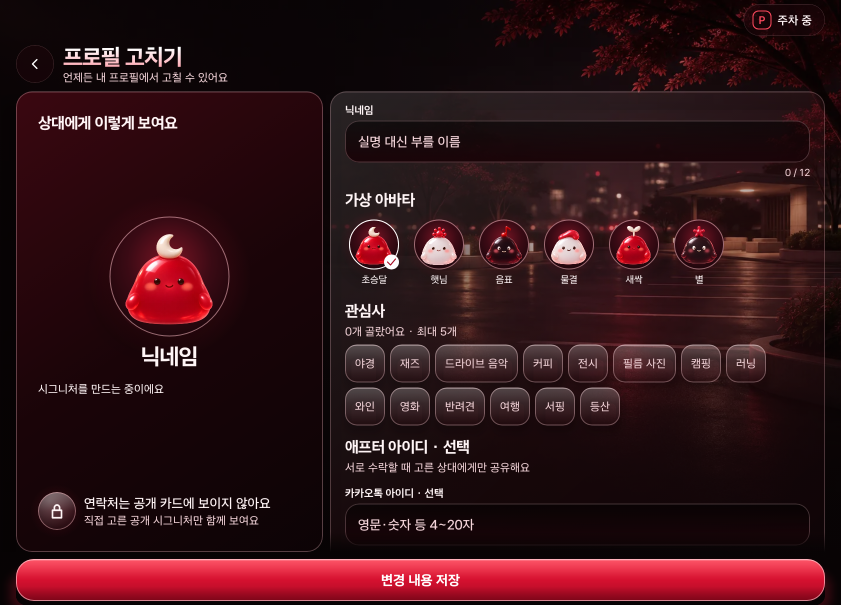 P 주차 중
프로필 고치기
언제든 내 프로필에서 고칠 수 있어요
상대에게 이렇게 보여요
닉네임
시그니처를 만드는 중이에요
연락처는 공개 카드에 보이지 않아요
직접 고른 공개 시그니처만 함께 보여요
닉네임
실명 대신 부를 이름
0 / 12
가상 아바타
초승달 햇님 음표 물결 새싹 별
관심사
0개 골랐어요 · 최대 5개
야경 재즈 드라이브 음악 커피 전시 필름 사진 캠핑 러닝
와인 영화 반려견 여행 서핑 등산
애프터 아이디 · 선택
서로 수락할 때 고른 상대에게만 공유해요
카카오톡 아이디 · 선택
영문·숫자 등 4~20자
변경 내용 저장